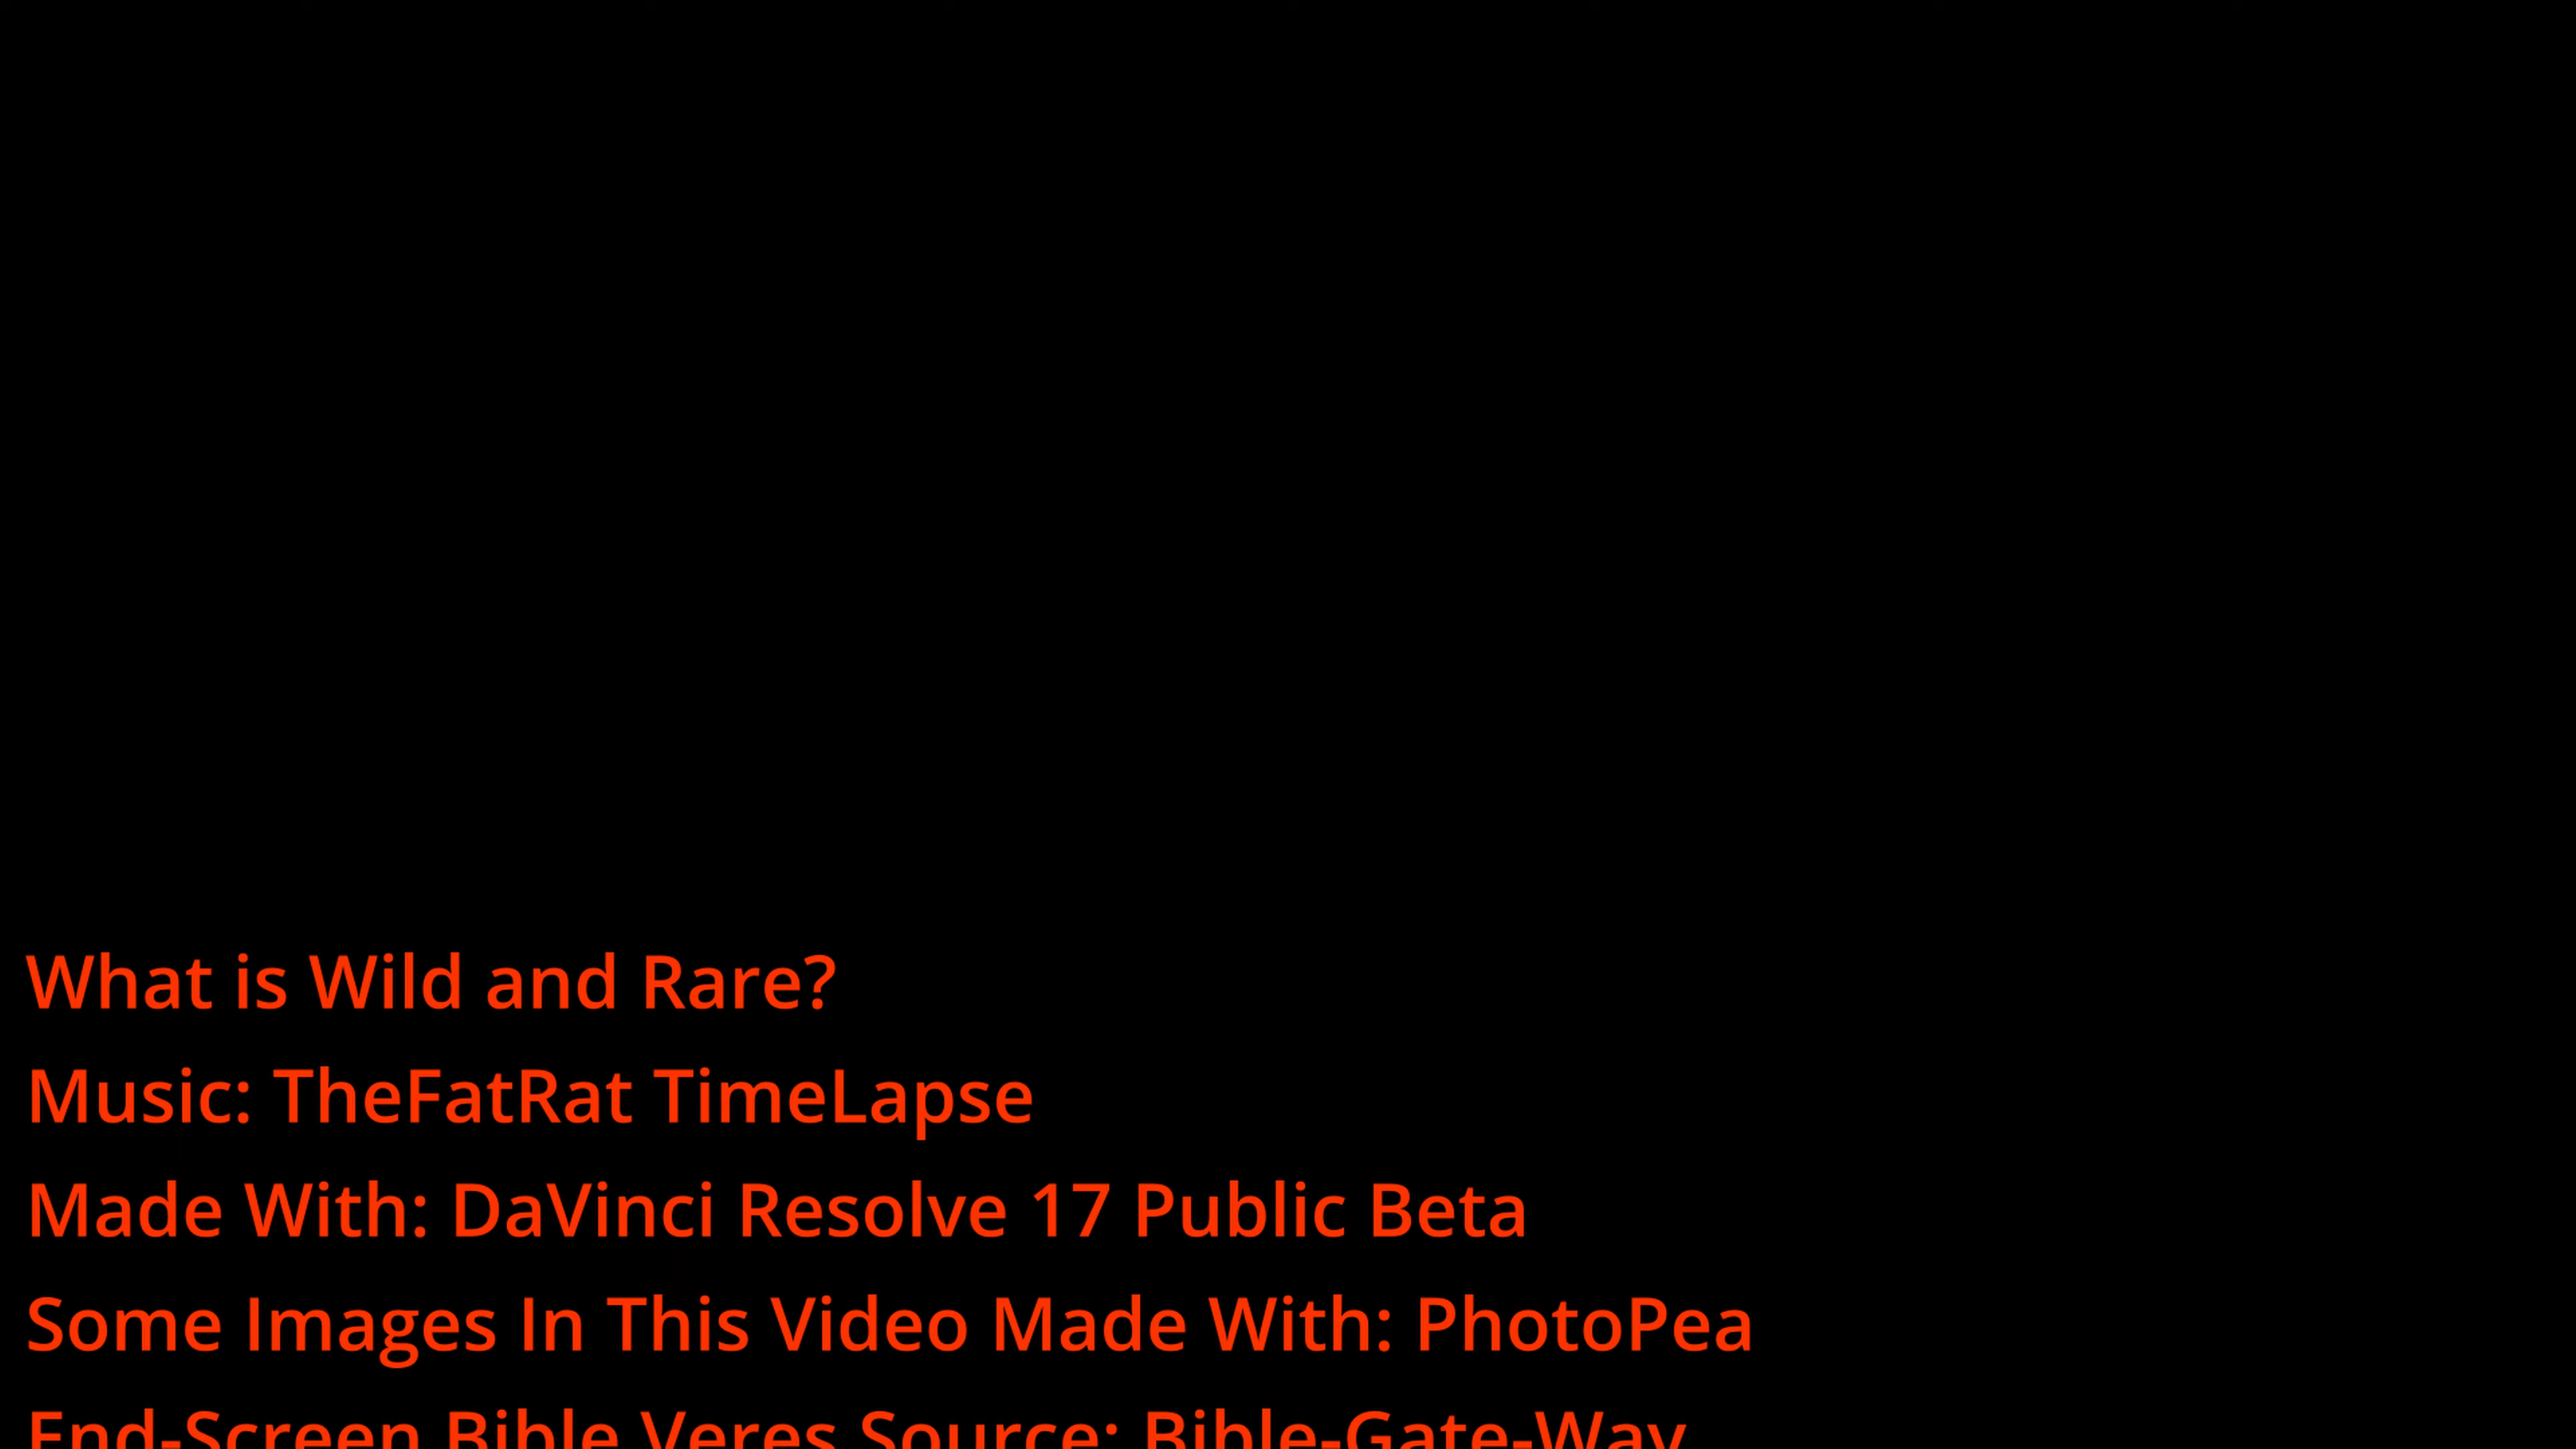 What is Wild and Rare?
Music: TheFatRat TimeLapse
Made With: DaVinci Resolve 17 Public Beta
Some Images In This Video Made With: PhotoPea
End-Screen Bible Veres Source: Bible-Gate-Way